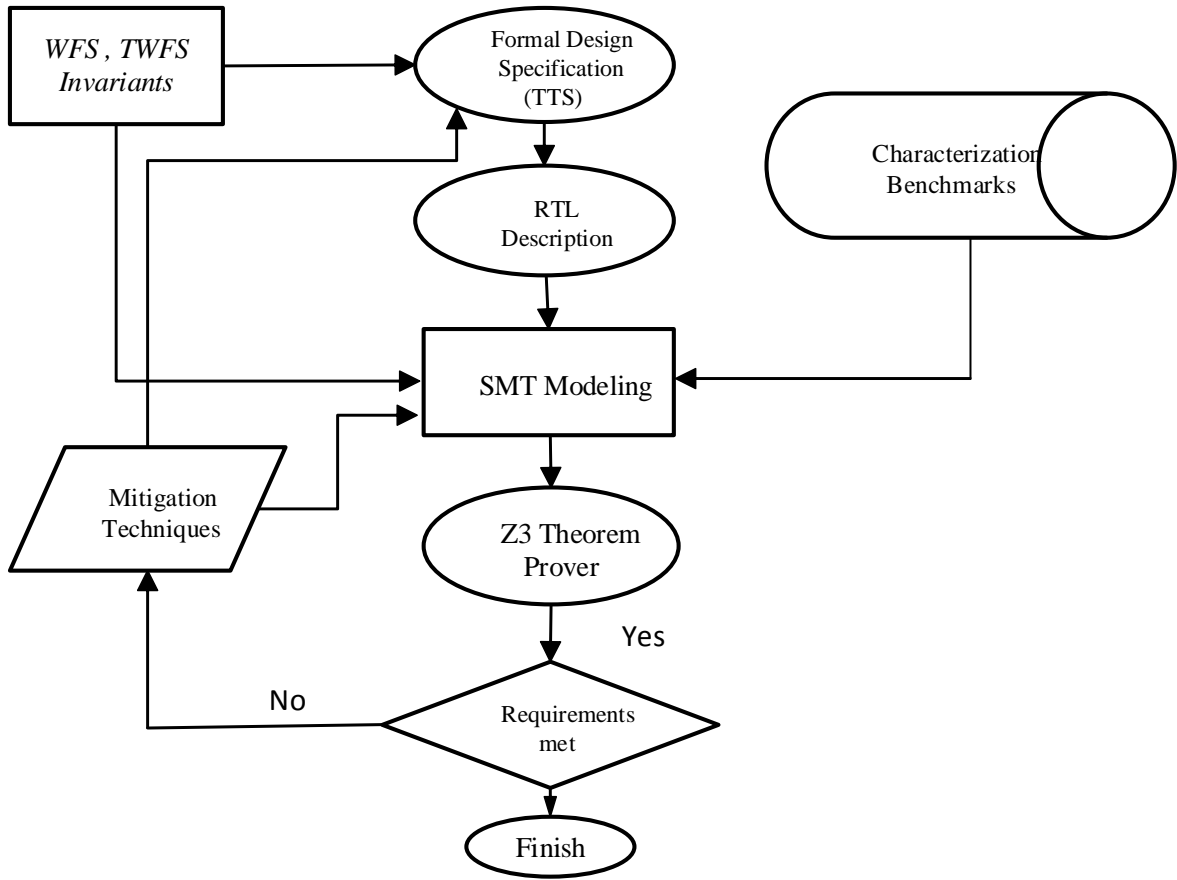 WFS , TWFS
Invariants
Formal Design
Specification
(TTS)
Characterization
Benchmarks
RTL
Description
SMT Modeling
Mitigation
Techniques
Z3 Theorem
Prover
Yes
No
Requirements
met
Finish